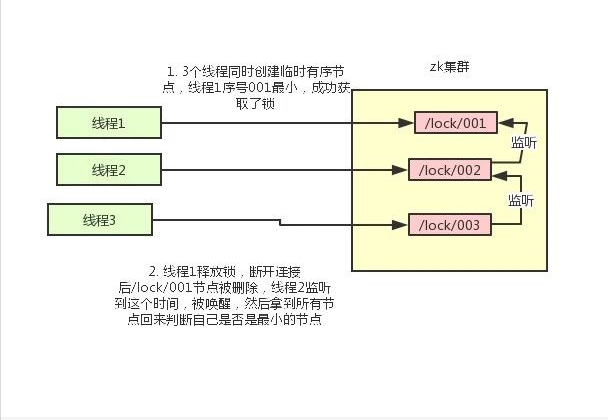 1. 3个线程同时创建临时有序节
点，线程1序号001最小，成功获
取了锁
zk集群
线程1
/lock/001
监听
线程2
/lock/002
监听
线程3
/lock/003
2. 线程1释放锁，断开连接
后/lock/001节点被删除，线程2监听
到这个时间，被唤醒，然后拿到所有节
点回来判断自己是否是最小的节点